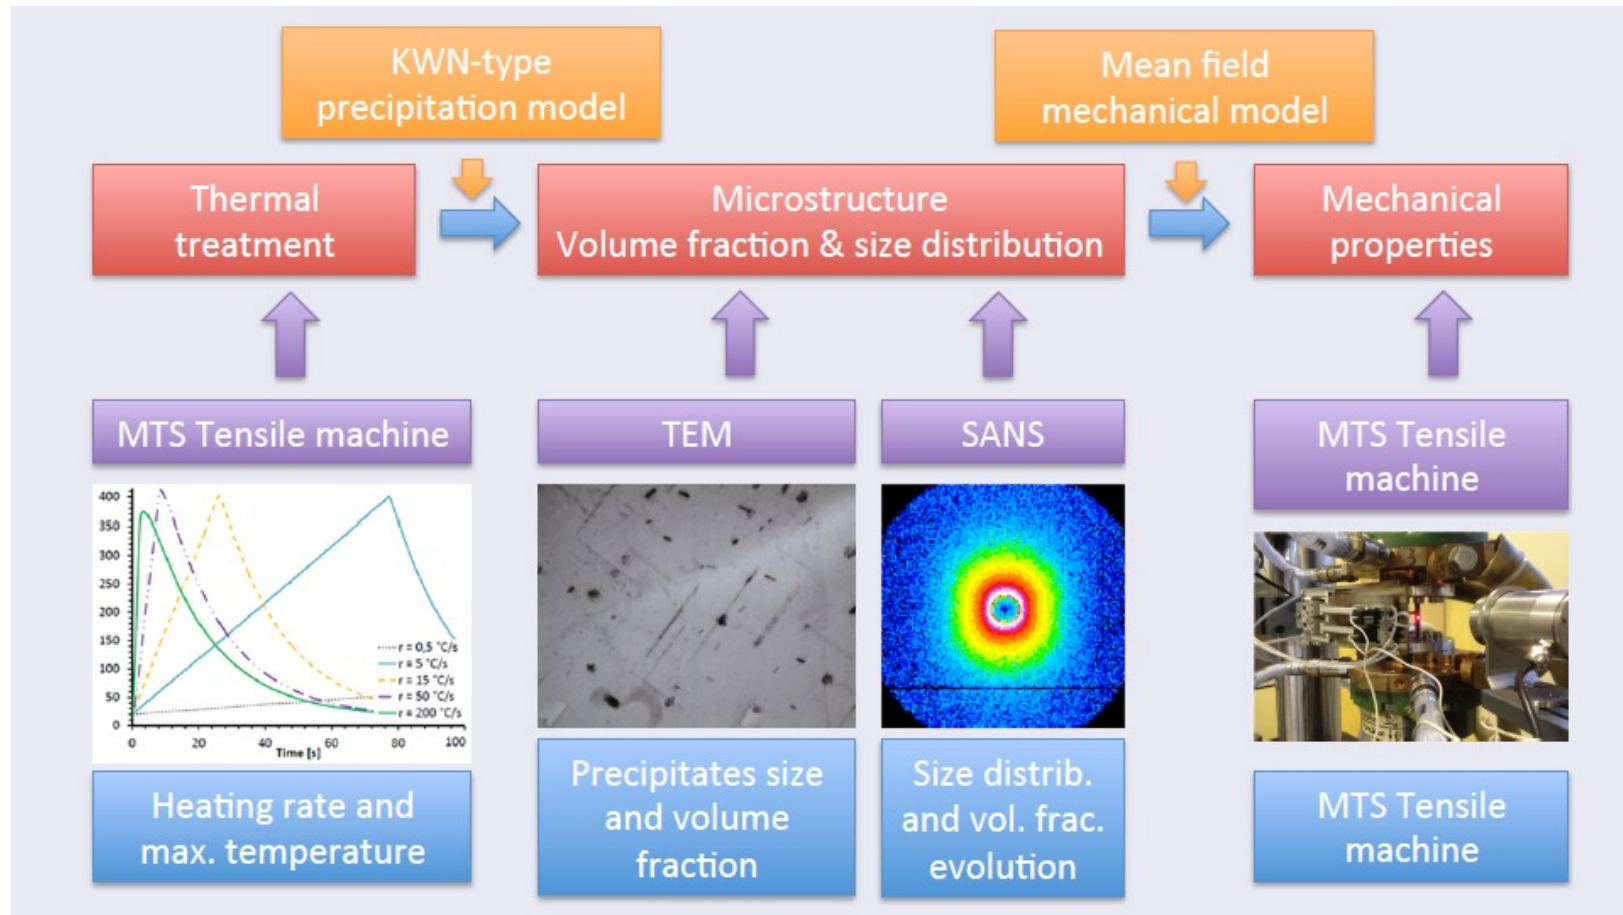 KWN-type
precipitation model
Mean field
mechanical model
Thermal
treatment
Microstructure
Volume fraction & size distribution
Mechanical
properties
MTS Tensile machine
TEM
SANS
MTS Tensile
machine
400
350
300
250
200
150
100
50
0
0
20
40
60
80
100
Time [s]
r = 0,5 °C/s
r = 5 °C/s
r = 15 °C/s
r = 50 °C/s
r = 200 °C/s
Heating rate and
max. temperature
Precipitates size
and volume
fraction
Size distrib.
and vol. frac.
evolution
MTS Tensile
machine